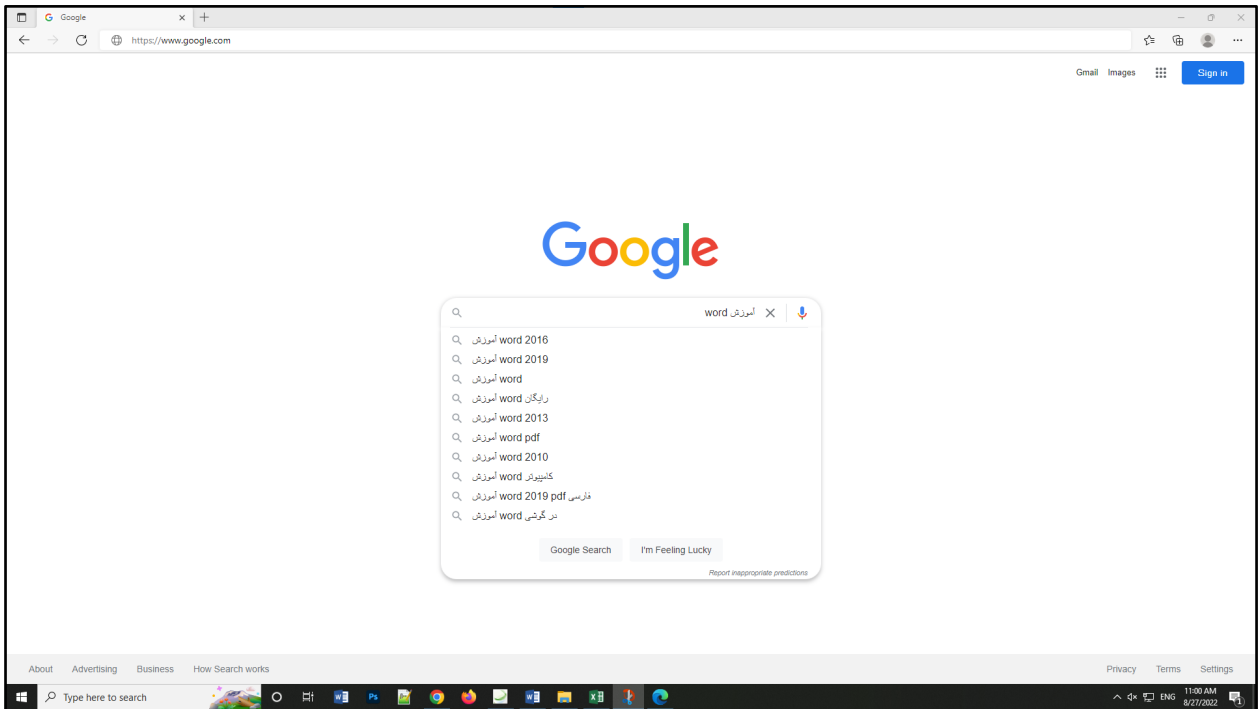 Google
https://www.google.com
Gmail Images Sign in
Google
آموزش word
آموزش word 2016
آموزش word 2019
آموزش word
آموزش word رایگان
آموزش word 2013
آموزش word pdf
آموزش word 2010
آموزش word کامپیوتر
آموزش word 2019 pdf فارسی
آموزش word در گوشی
Google Search I'm Feeling Lucky
Report inappropriate predictions
About Advertising Business How Search works Privacy Terms Settings
Type here to search Ps ENG 11:00 AM
8/27/2022